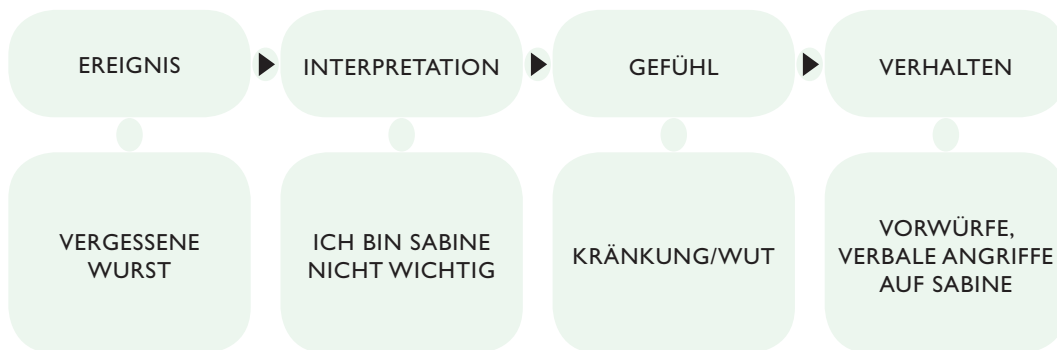 EREIGNIS
INTERPRETATION
GEFÜHL
VERHALTEN
VERGESSENE
WURST
ICH BIN SABINE
NICHT WICHTIG
KRÄNKUNG/WUT
VORWÜRFE,
VERBALE ANGRIFFE
AUF SABINE